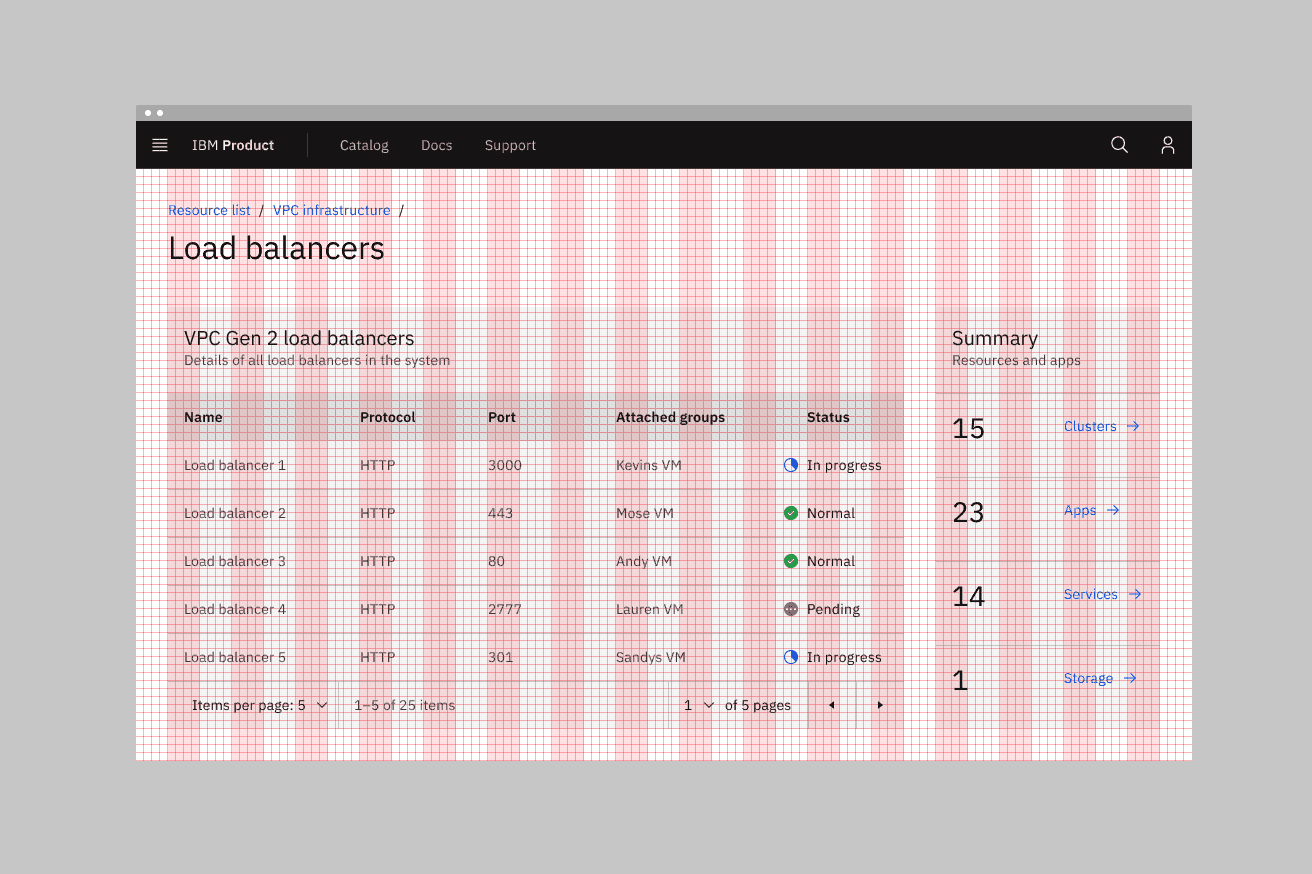 IBM Product Catalog Docs Support
Resource list / VPC infrastructure /
Load balancers
VPC Gen 2 load balancers
Details of all load balancers in the system
Name Protocol Port Attached groups Status
Load balancer 1 HTTP 3000 Kevins VM In progress
Load balancer 2 HTTP 443 Mose VM Normal
Load balancer 3 HTTP 80 Andy VM Normal
Load balancer 4 HTTP 2777 Lauren VM Pending
Load balancer 5 HTTP 301 Sandys VM In progress
Items per page: 5 1–5 of 25 items 1 of 5 pages
Summary
Resources and apps
15 Clusters →
23 Apps →
14 Services →
1 Storage →